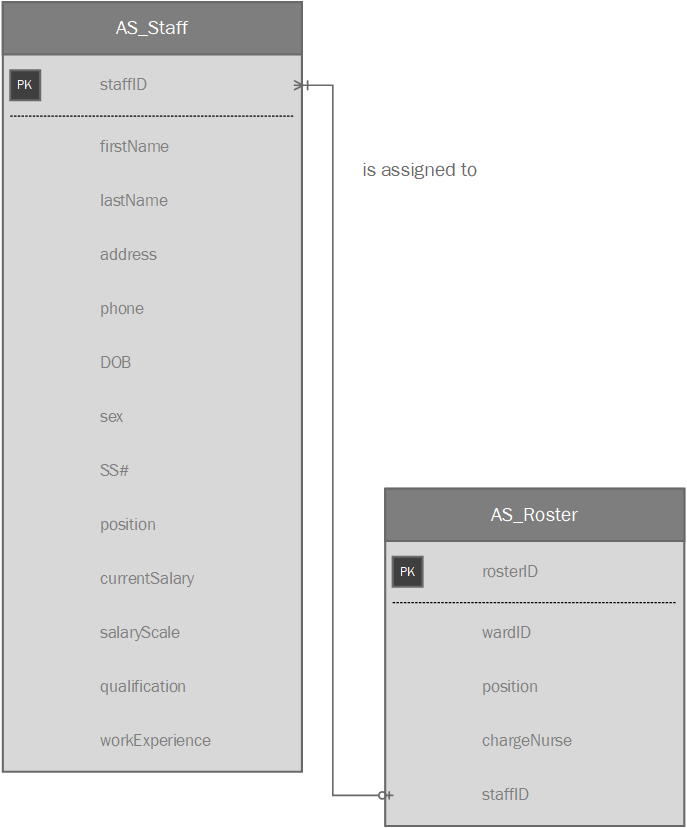 AS_Staff
PK staffID
firstName
lastName
address
phone
DOB
sex
SS#
position
currentSalary
salaryScale
qualification
workExperience
is assigned to
AS_Roster
PK rosterID
wardID
position
chargeNurse
staffID